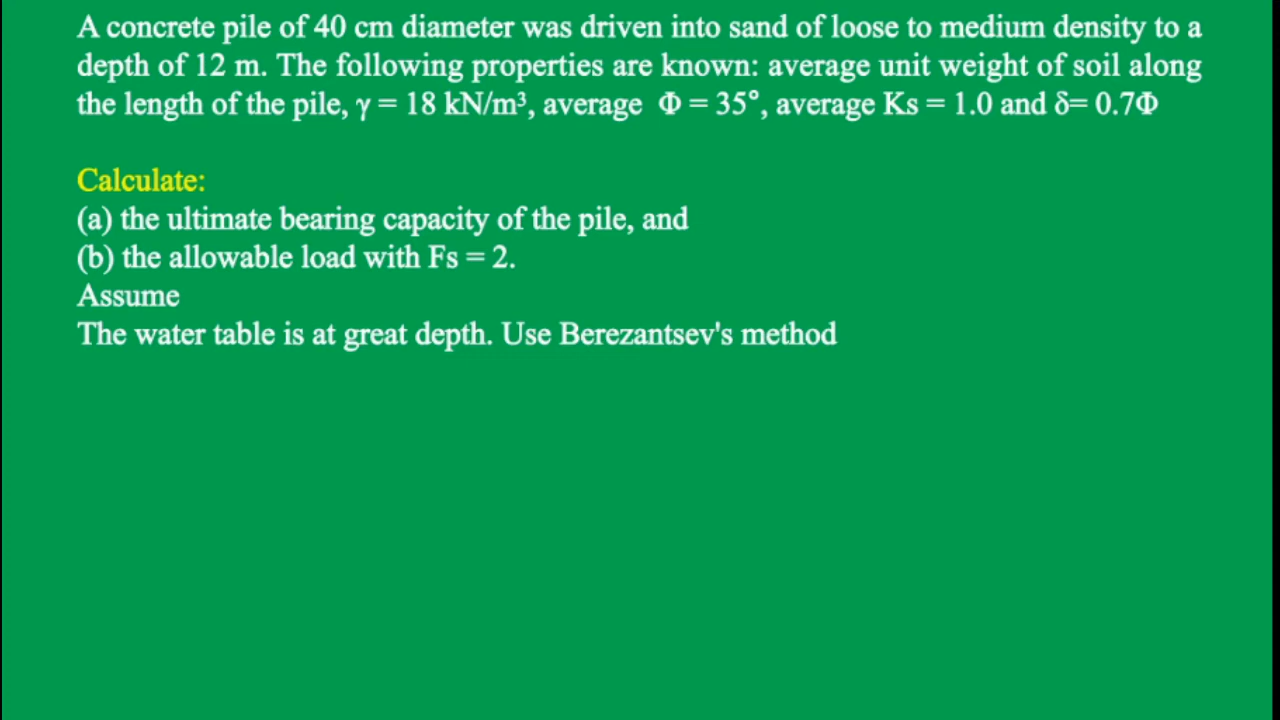 A concrete pile of 40 cm diameter was driven into sand of loose to medium density to a
depth of 12 m. The following properties are known: average unit weight of soil along
the length of the pile, γ = 18 kN/m³, average Φ = 35°, average Ks = 1.0 and δ= 0.7Φ
Calculate:
(a) the ultimate bearing capacity of the pile, and
(b) the allowable load with Fs = 2.
Assume
The water table is at great depth. Use Berezantsev's method